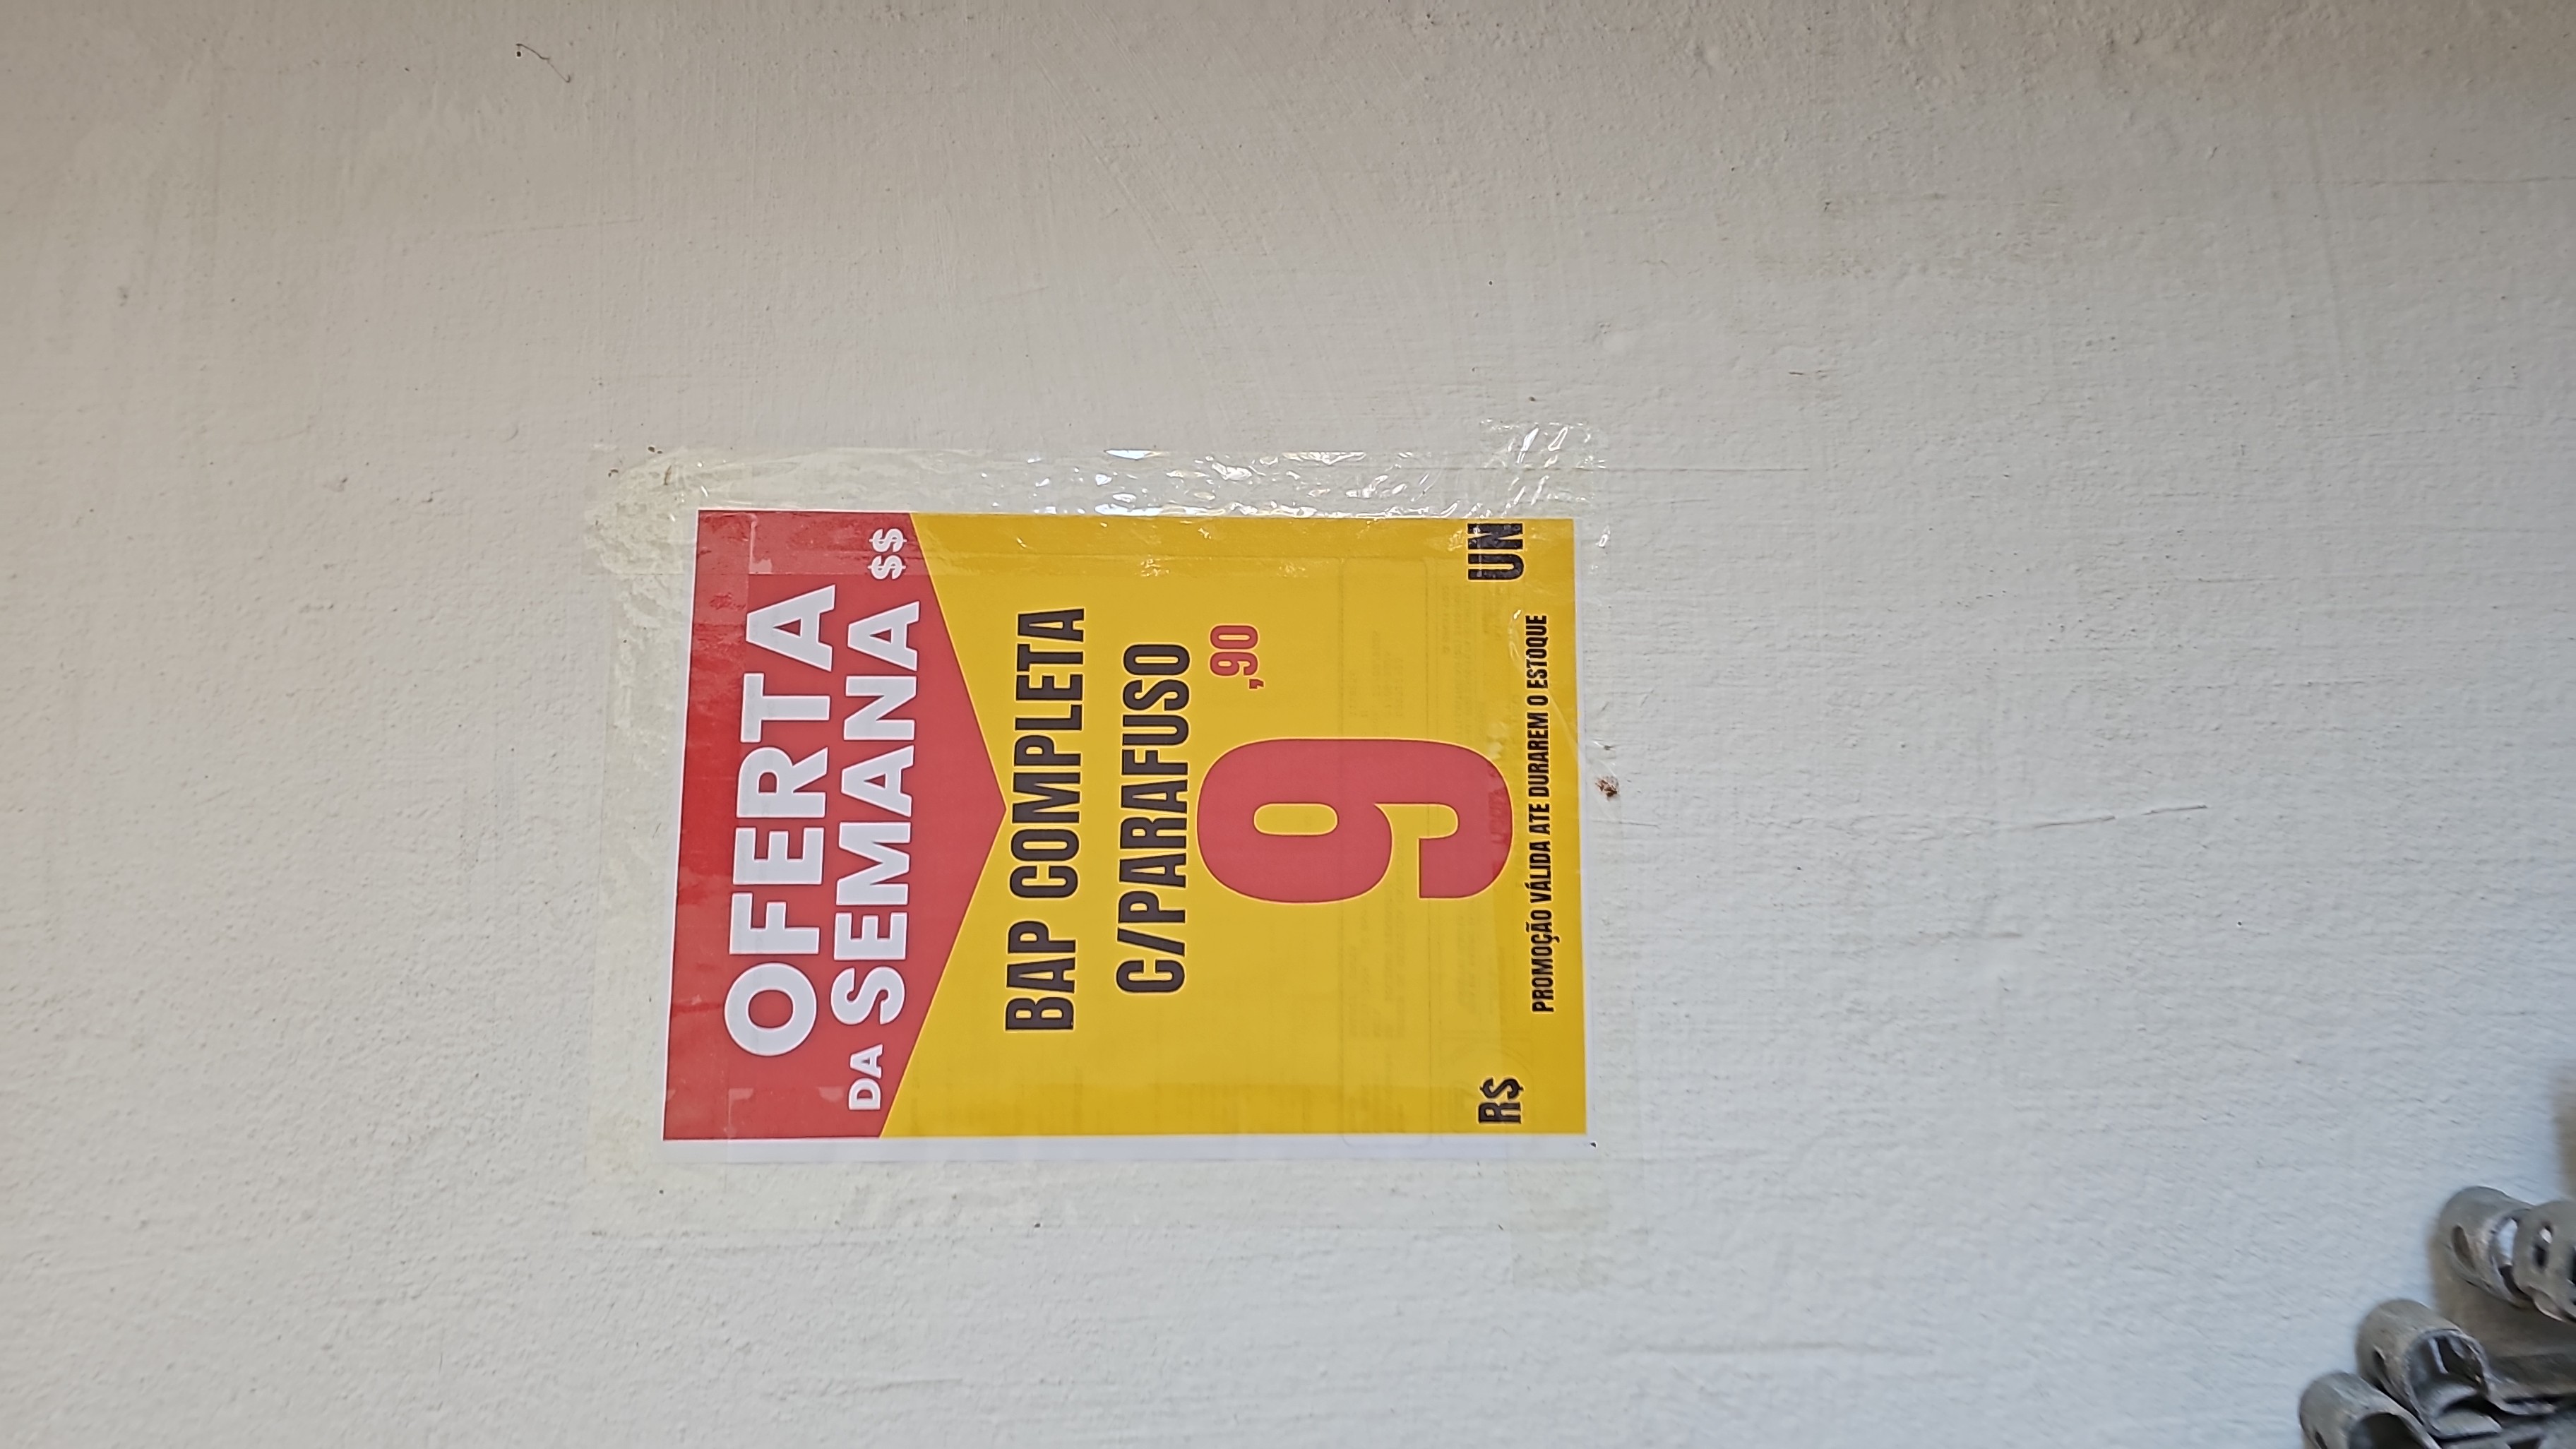 OFERTA
DA SEMANA $$
BAP COMPLETA
C/PARAFUSO
9 ,90
R$ UN
PROMOÇÃO VÁLIDA ATE DURAREM O ESTOQUE